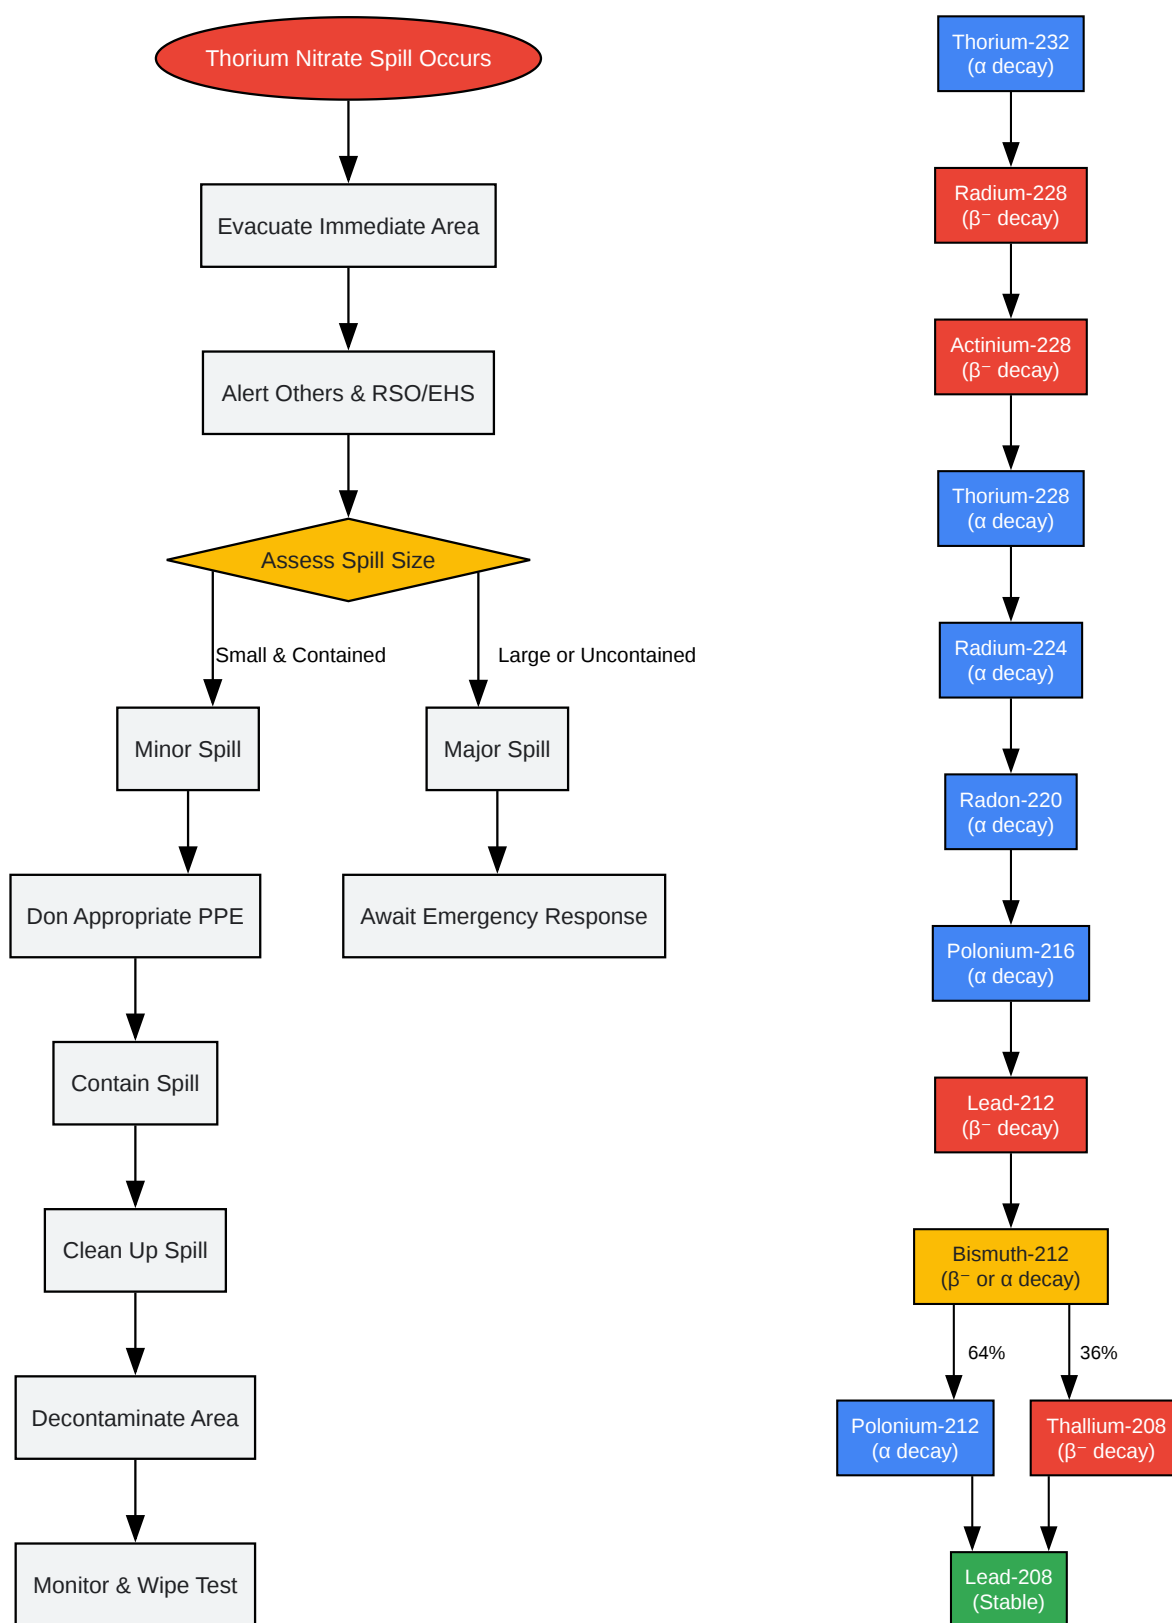 Thorium Nitrate Spill Occurs
Evacuate Immediate Area
Alert Others & RSO/EHS
Assess Spill Size
Small & Contained
Large or Uncontained
Minor Spill
Major Spill
Don Appropriate PPE
Await Emergency Response
Contain Spill
Clean Up Spill
Decontaminate Area
Monitor & Wipe Test
Thorium-232
(α decay)
Radium-228
(β⁻ decay)
Actinium-228
(β⁻ decay)
Thorium-228
(α decay)
Radium-224
(α decay)
Radon-220
(α decay)
Polonium-216
(α decay)
Lead-212
(β⁻ decay)
Bismuth-212
(β⁻ or α decay)
64%
36%
Polonium-212
(α decay)
Thallium-208
(β⁻ decay)
Lead-208
(Stable)